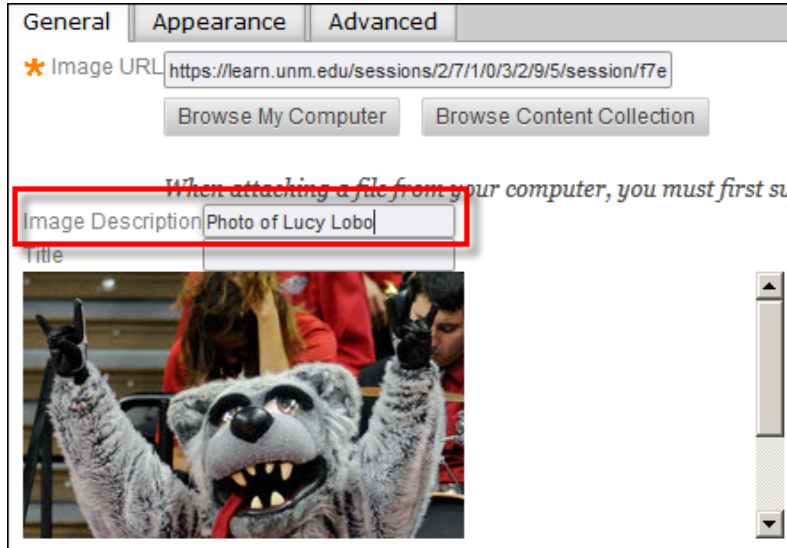 General Appearance Advanced
* Image URL https://learn.unm.edu/sessions/2/7/1/0/3/2/9/5/session/f7e
Browse My Computer Browse Content Collection
When attaching a file from your computer, you must first su
Image Description Photo of Lucy Lobo
Title